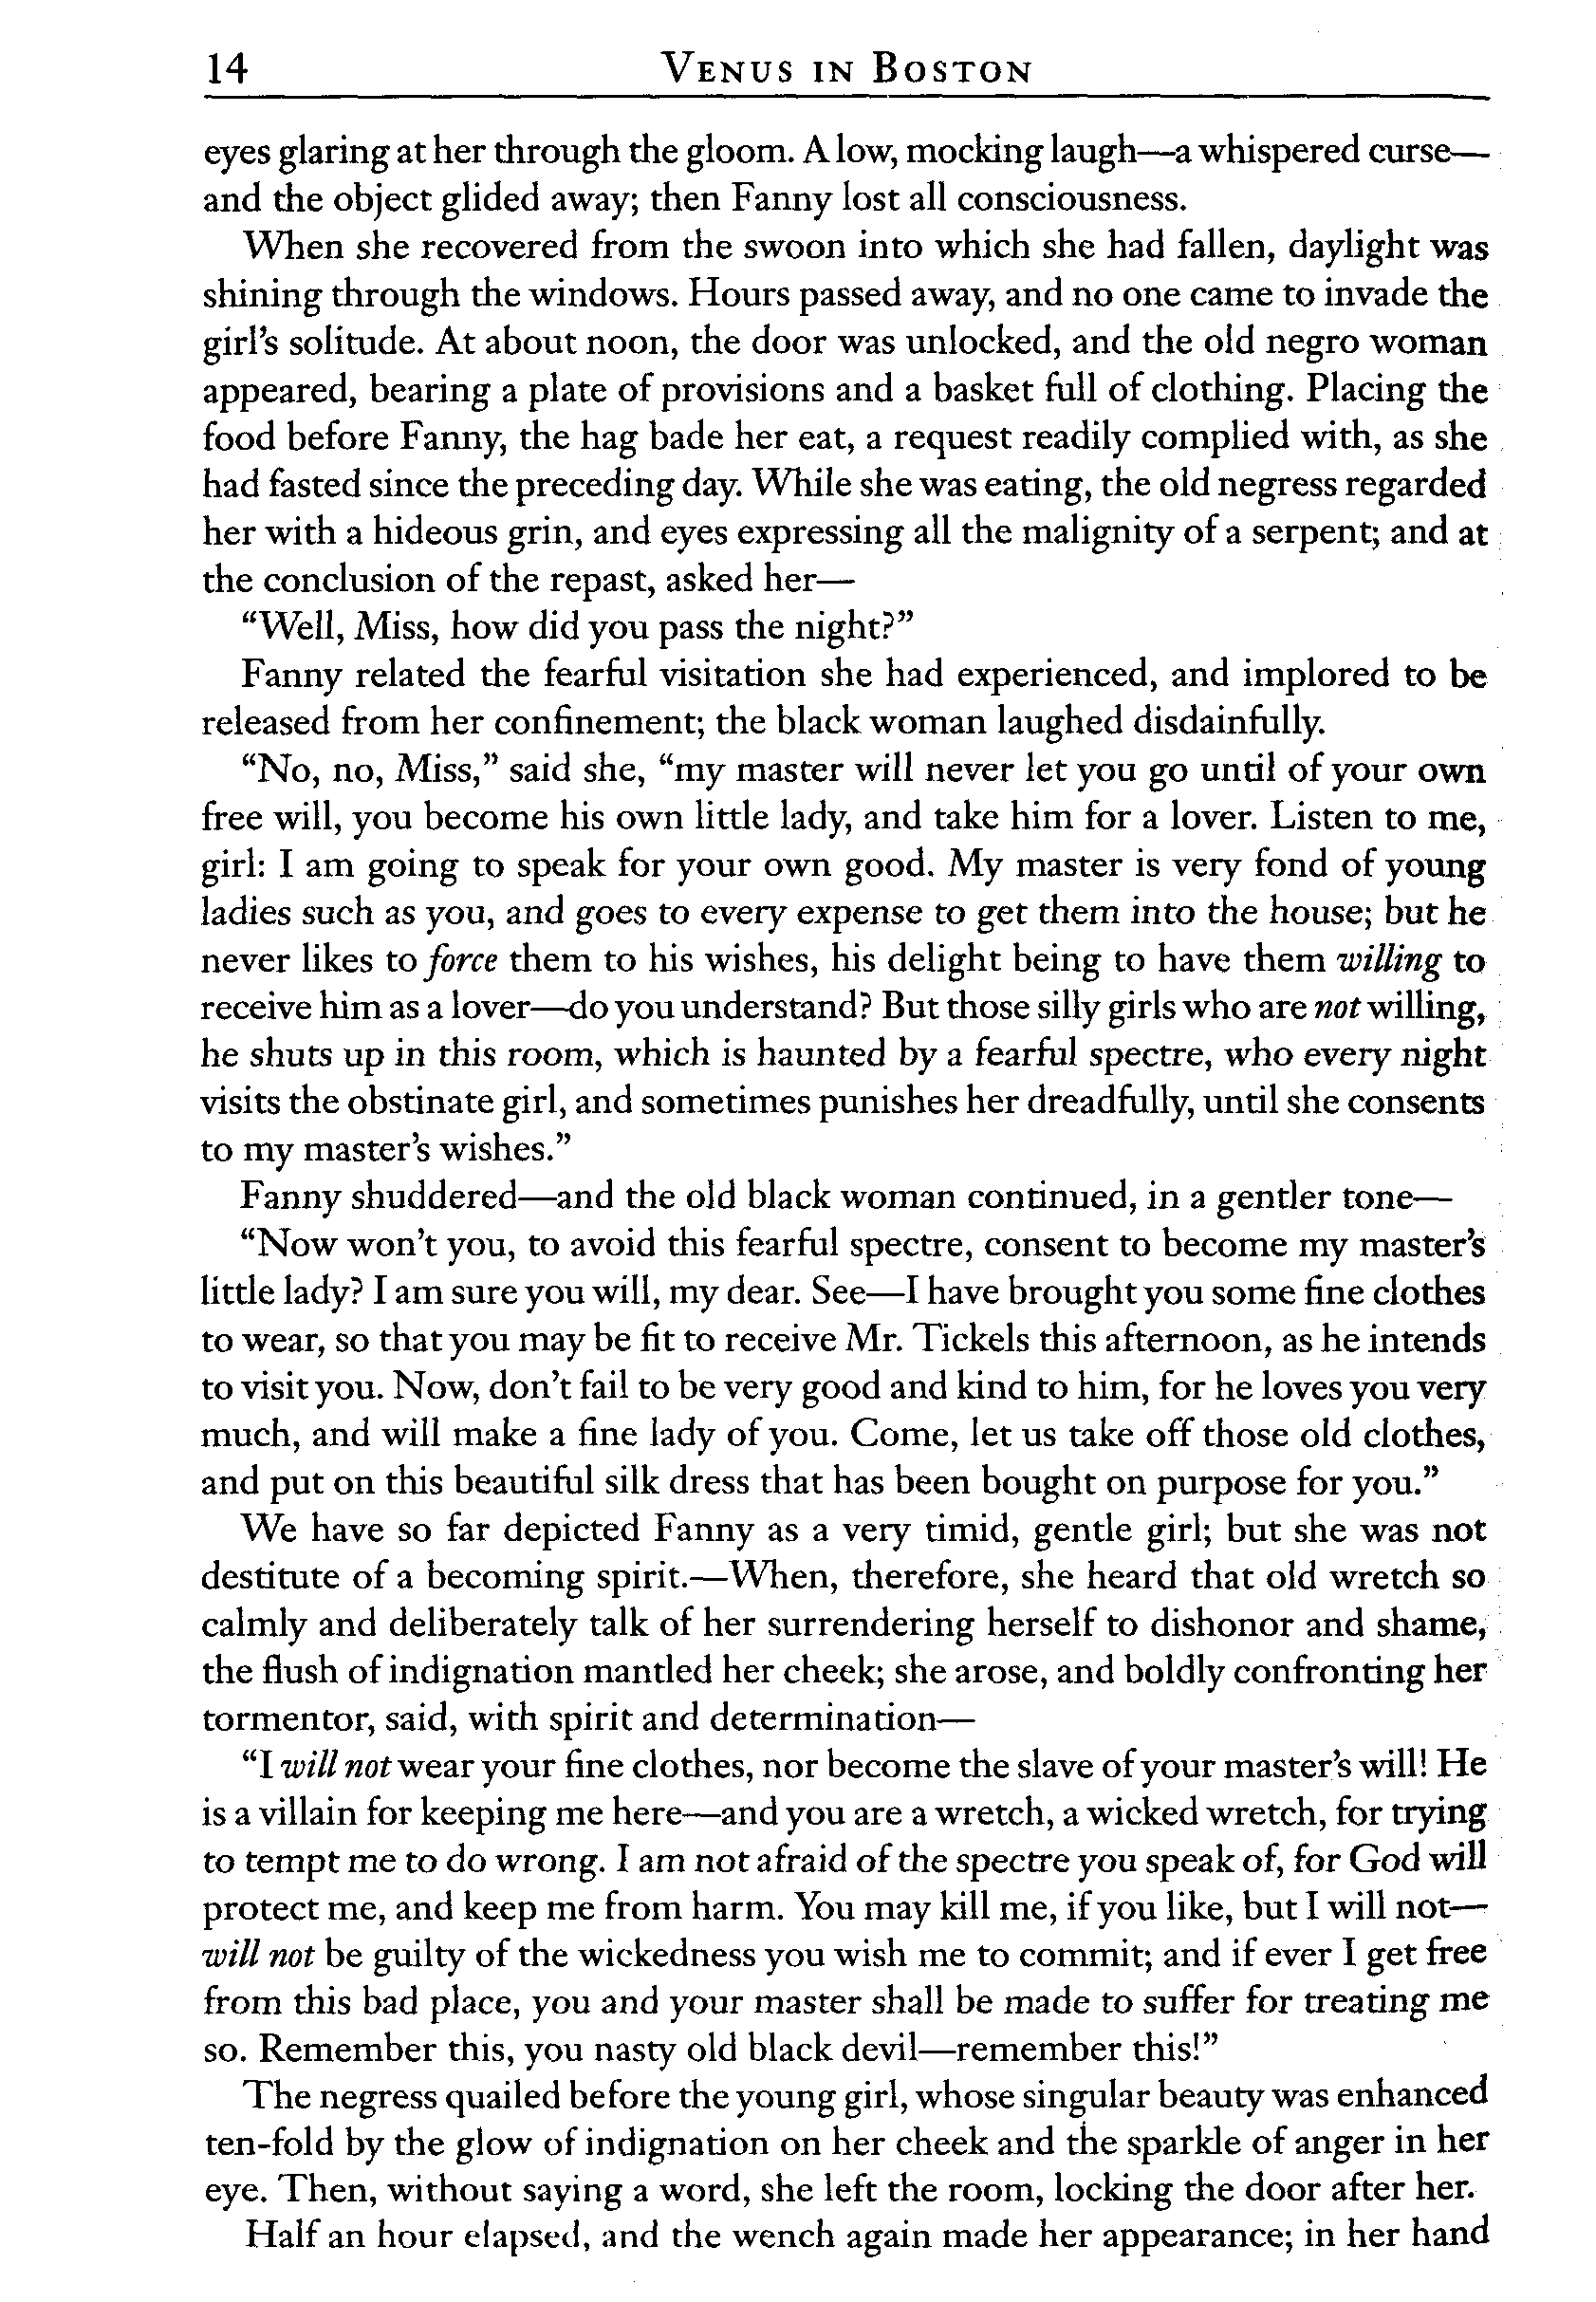 14 VENUS IN BOSTON
eyes glaring at her through the gloom. A low, mocking laugh—a whispered curse—
and the object glided away; then Fanny lost all consciousness.
When she recovered from the swoon into which she had fallen, daylight was
shining through the windows. Hours passed away, and no one came to invade the
girl's solitude. At about noon, the door was unlocked, and the old negro woman
appeared, bearing a plate of provisions and a basket full of clothing. Placing the
food before Fanny, the hag bade her eat, a request readily complied with, as she
had fasted since the preceding day. While she was eating, the old negress regarded
her with a hideous grin, and eyes expressing all the malignity of a serpent; and at
the conclusion of the repast, asked her—
“Well, Miss, how did you pass the night?”
Fanny related the fearful visitation she had experienced, and implored to be
released from her confinement; the black woman laughed disdainfully.
“No, no, Miss,” said she, “my master will never let you go until of your own
free will, you become his own little lady, and take him for a lover. Listen to me,
girl: I am going to speak for your own good. My master is very fond of young
ladies such as you, and goes to every expense to get them into the house; but he
never likes to force them to his wishes, his delight being to have them willing to
receive him as a lover—do you understand? But those silly girls who are not willing,
he shuts up in this room, which is haunted by a fearful spectre, who every night
visits the obstinate girl, and sometimes punishes her dreadfully, until she consents
to my master's wishes.”
Fanny shuddered—and the old black woman continued, in a gentler tone—
“Now won't you, to avoid this fearful spectre, consent to become my master's
little lady? I am sure you will, my dear. See—I have brought you some fine clothes
to wear, so that you may be fit to receive Mr. Tickels this afternoon, as he intends
to visit you. Now, don't fail to be very good and kind to him, for he loves you very
much, and will make a fine lady of you. Come, let us take off those old clothes,
and put on this beautiful silk dress that has been bought on purpose for you.”
We have so far depicted Fanny as a very timid, gentle girl; but she was not
destitute of a becoming spirit.—When, therefore, she heard that old wretch so
calmly and deliberately talk of her surrendering herself to dishonor and shame,
the flush of indignation mantled her cheek; she arose, and boldly confronting her
tormentor, said, with spirit and determination—
“I will not wear your fine clothes, nor become the slave of your master's will! He
is a villain for keeping me here—and you are a wretch, a wicked wretch, for trying
to tempt me to do wrong. I am not afraid of the spectre you speak of, for God will
protect me, and keep me from harm. You may kill me, if you like, but I will not—
will not be guilty of the wickedness you wish me to commit; and if ever I get free
from this bad place, you and your master shall be made to suffer for treating me
so. Remember this, you nasty old black devil—remember this!”
The negress quailed before the young girl, whose singular beauty was enhanced
ten-fold by the glow of indignation on her cheek and the sparkle of anger in her
eye. Then, without saying a word, she left the room, locking the door after her.
Half an hour elapsed, and the wench again made her appearance; in her hand